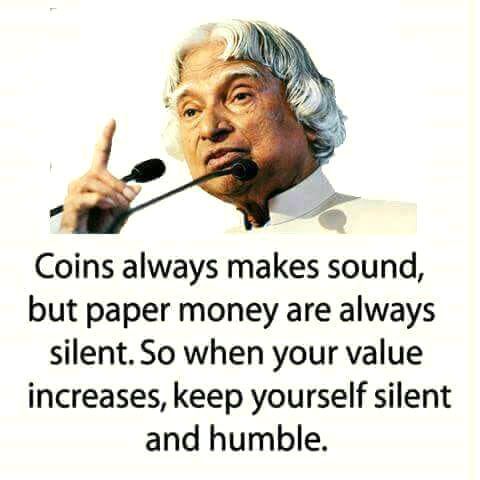 Coins always makes sound,
but paper money are always
silent. So when your value
increases, keep yourself silent
and humble.